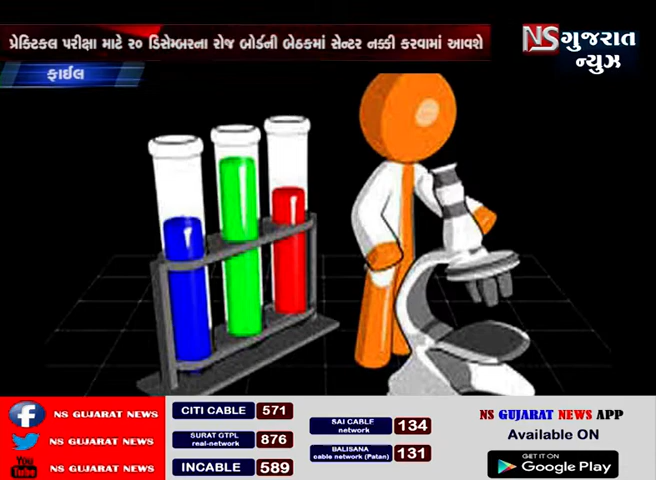 પ્રેક્ટિકલ પરીક્ષા માટે ૨૦ ડિસેમ્બરના રોજ બોર્ડની બેઠકમાં સેન્ટર નક્કી કરવામાં આવશે
NS ગુજરાત
ન્યુઝ
ફાઈલ
NS GUJARAT NEWS
NS GUJARAT NEWS
You
Tube
NS GUJARAT NEWS
CITI CABLE 571
SURAT GTPL
real-network 876
INCABLE 589
SAI CABLE
network 134
BALISANA
cable network (Patan) 131
NS GUJARAT NEWS APP
Available ON
GET IT ON
Google Play